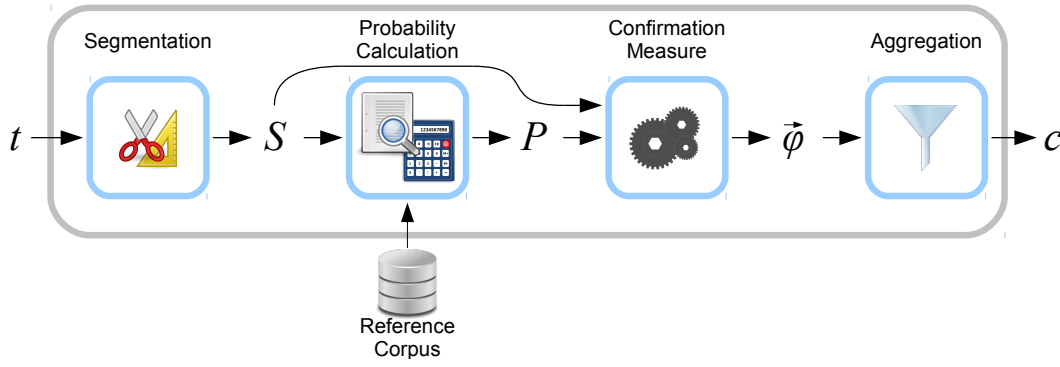 Segmentation
Probability
Calculation
Confirmation
Measure
Aggregation
1234567890
t
S
P
φ⃗
c
Reference
Corpus